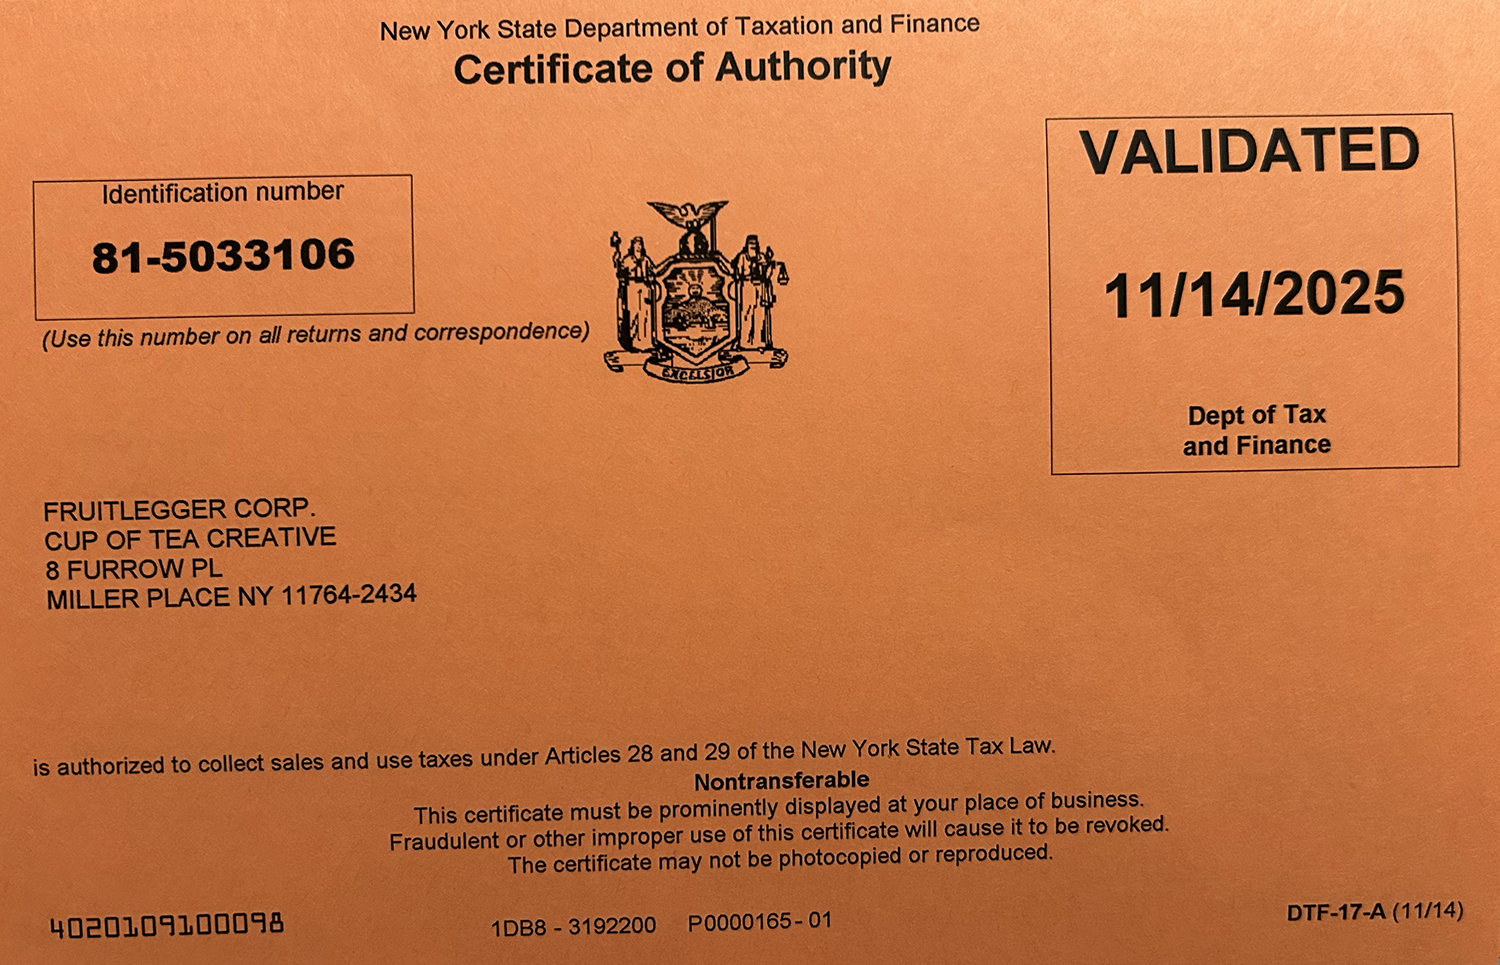 New York State Department of Taxation and Finance
Certificate of Authority
VALIDATED
Identification number
81-5033106
(Use this number on all returns and correspondence)
EXCELSIOR
11/14/2025
Dept of Tax
and Finance
FRUITLEGGER CORP.
CUP OF TEA CREATIVE
8 FURROW PL
MILLER PLACE NY 11764-2434
is authorized to collect sales and use taxes under Articles 28 and 29 of the New York State Tax Law.
Nontransferable
This certificate must be prominently displayed at your place of business.
Fraudulent or other improper use of this certificate will cause it to be revoked.
The certificate may not be photocopied or reproduced.
4020109100098
1DB8 - 3192200 P0000165- 01
DTF-17-A (11/14)